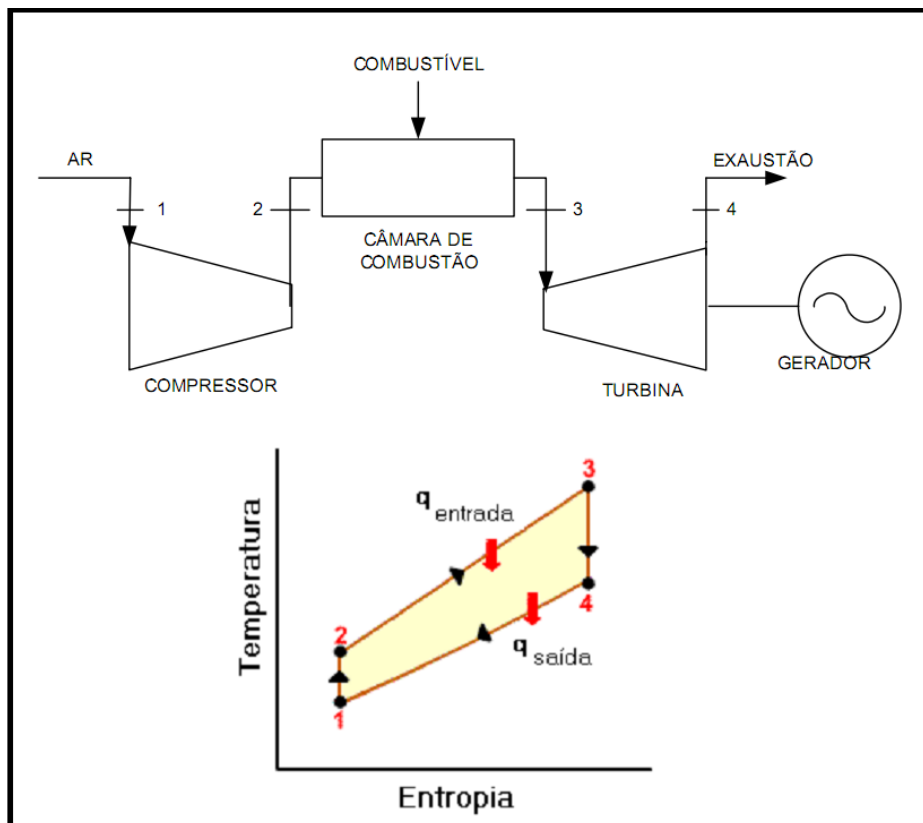 COMBUSTÍVEL
AR
EXAUSTÃO
1
2
3
4
CÂMARA DE
COMBUSTÃO
COMPRESSOR
TURBINA
GERADOR
Temperatura
3
q entrada
4
2
q saída
1
Entropia